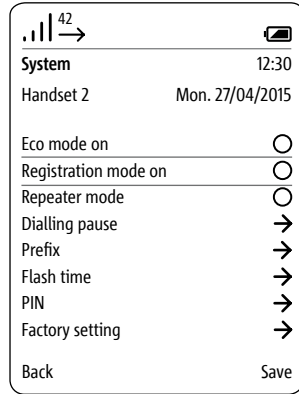 42
System 12:30
Handset 2 Mon. 27/04/2015
Eco mode on
Registration mode on
Repeater mode
Dialling pause
Prefix
Flash time
PIN
Factory setting
Back Save